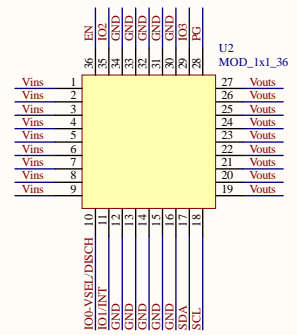 EN
IO2
GND
GND
GND
GND
GND
IO3
PG
36
35
34
33
32
31
30
29
28
U2
MOD_1x1_36
Vins 1
Vins 2
Vins 3
Vins 4
Vins 5
Vins 6
Vins 7
Vins 8
Vins 9
27 Vouts
26 Vouts
25 Vouts
24 Vouts
23 Vouts
22 Vouts
21 Vouts
20 Vouts
19 Vouts
10
11
12
13
14
15
16
17
18
IO0-VSEL/DISCH
IO1/INT
GND
GND
GND
GND
GND
SDA
SCL